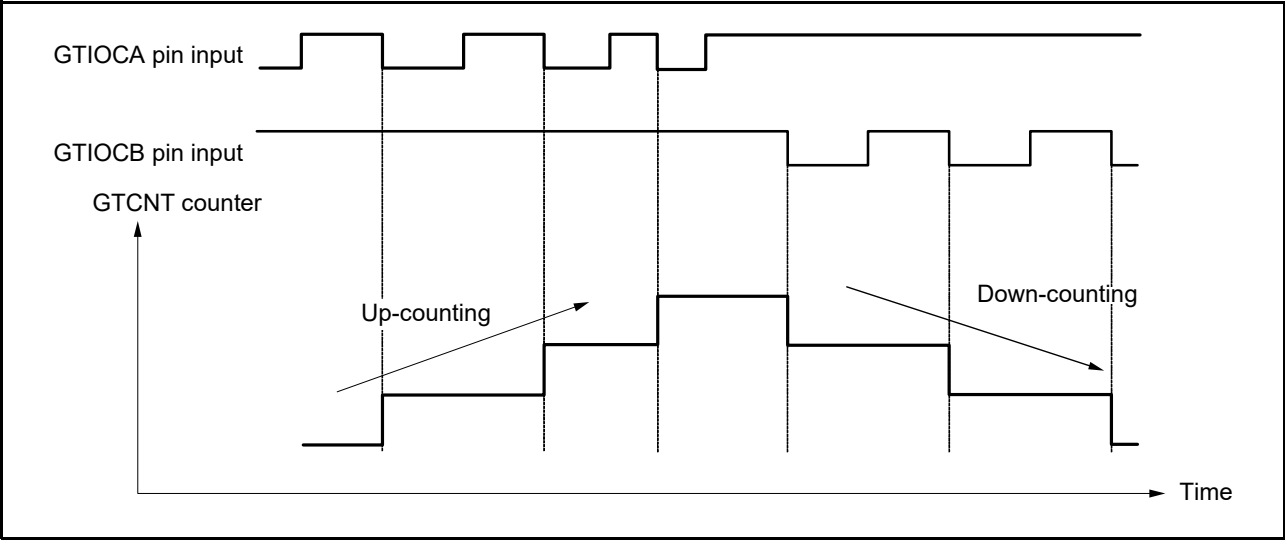 GTIOCA pin input
GTIOCB pin input
GTCNT counter
Up-counting
Down-counting
Time